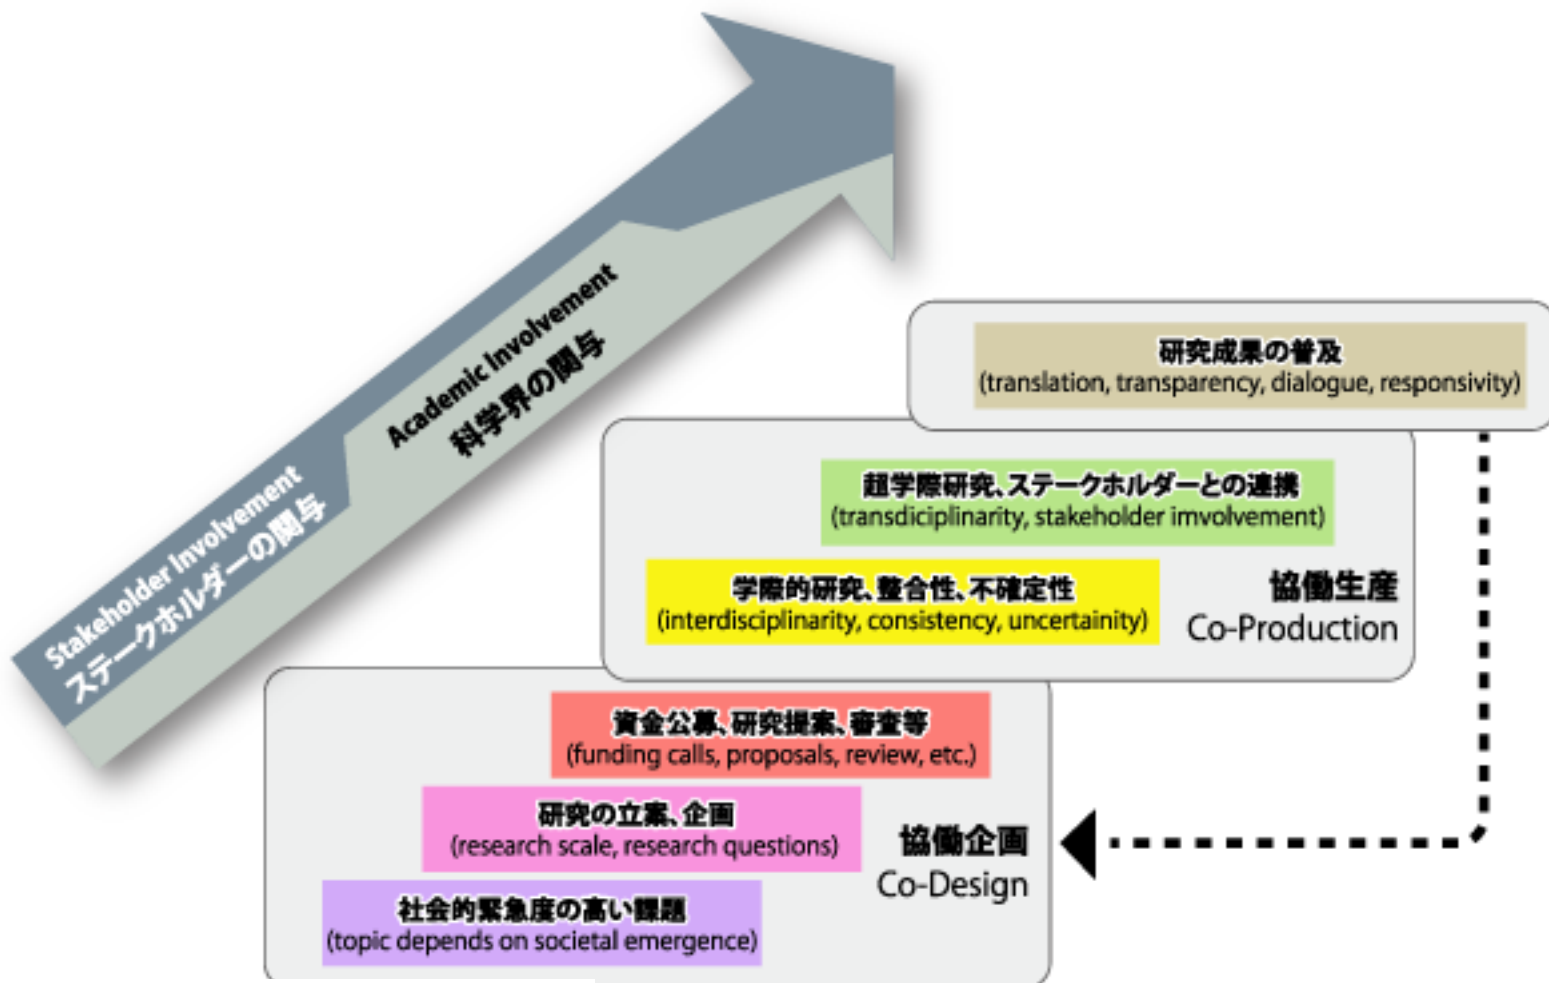 Stakeholder Involvement
ステークホルダーの関与
Academic Involvement
科学界の関与
研究成果の普及
(translation, transparency, dialogue, responsivity)
超学際研究、ステークホルダーとの連携
(transdiciplinarity, stakeholder imvolvement)
学際的研究、整合性、不確定性
(interdisciplinarity, consistency, uncertainity)
協働生産
Co-Production
資金公募、研究提案、審査等
(funding calls, proposals, review, etc.)
研究の立案、企画
(research scale, research questions)
協働企画
Co-Design
社会的緊急度の高い課題
(topic depends on societal emergence)